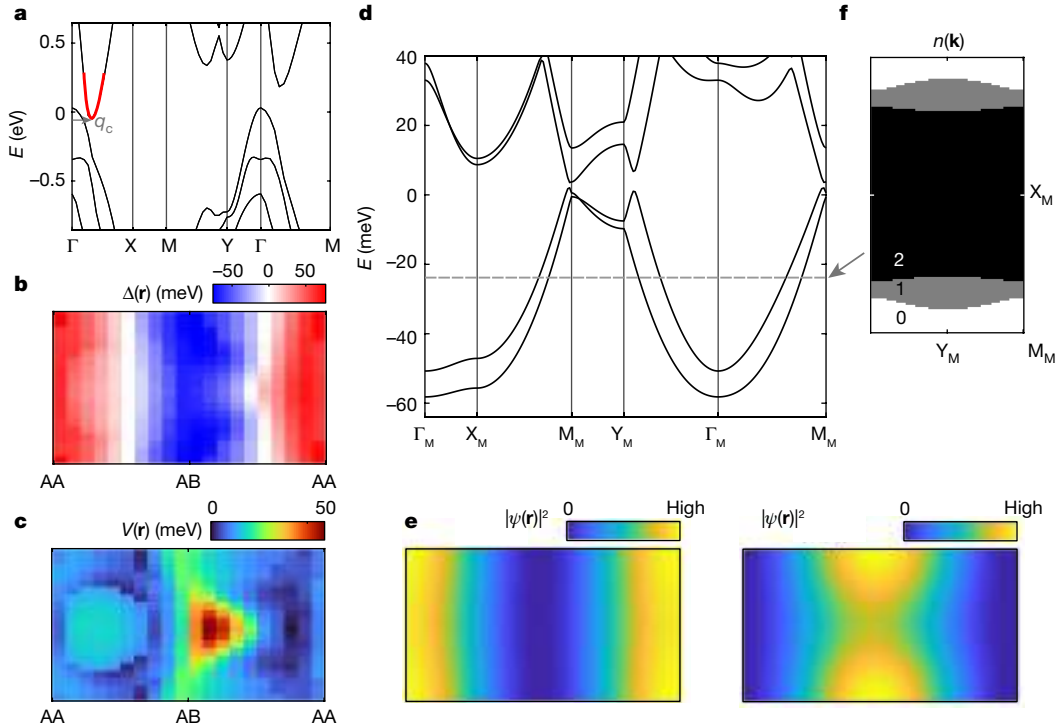 a
0.5
0
−0.5
E (eV)
q_c
Γ X M Y Γ M
b
Δ(r) (meV)
−50 0 50
AA AB AA
c
V(r) (meV)
0 50
AA AB AA
d
40
20
0
−20
−40
−60
E (meV)
Γ_M X_M M_M Y_M Γ_M M_M
e
|ψ(r)|²
0 High
|ψ(r)|²
0 High
f
n(k)
X_M
2
1
0
Y_M M_M